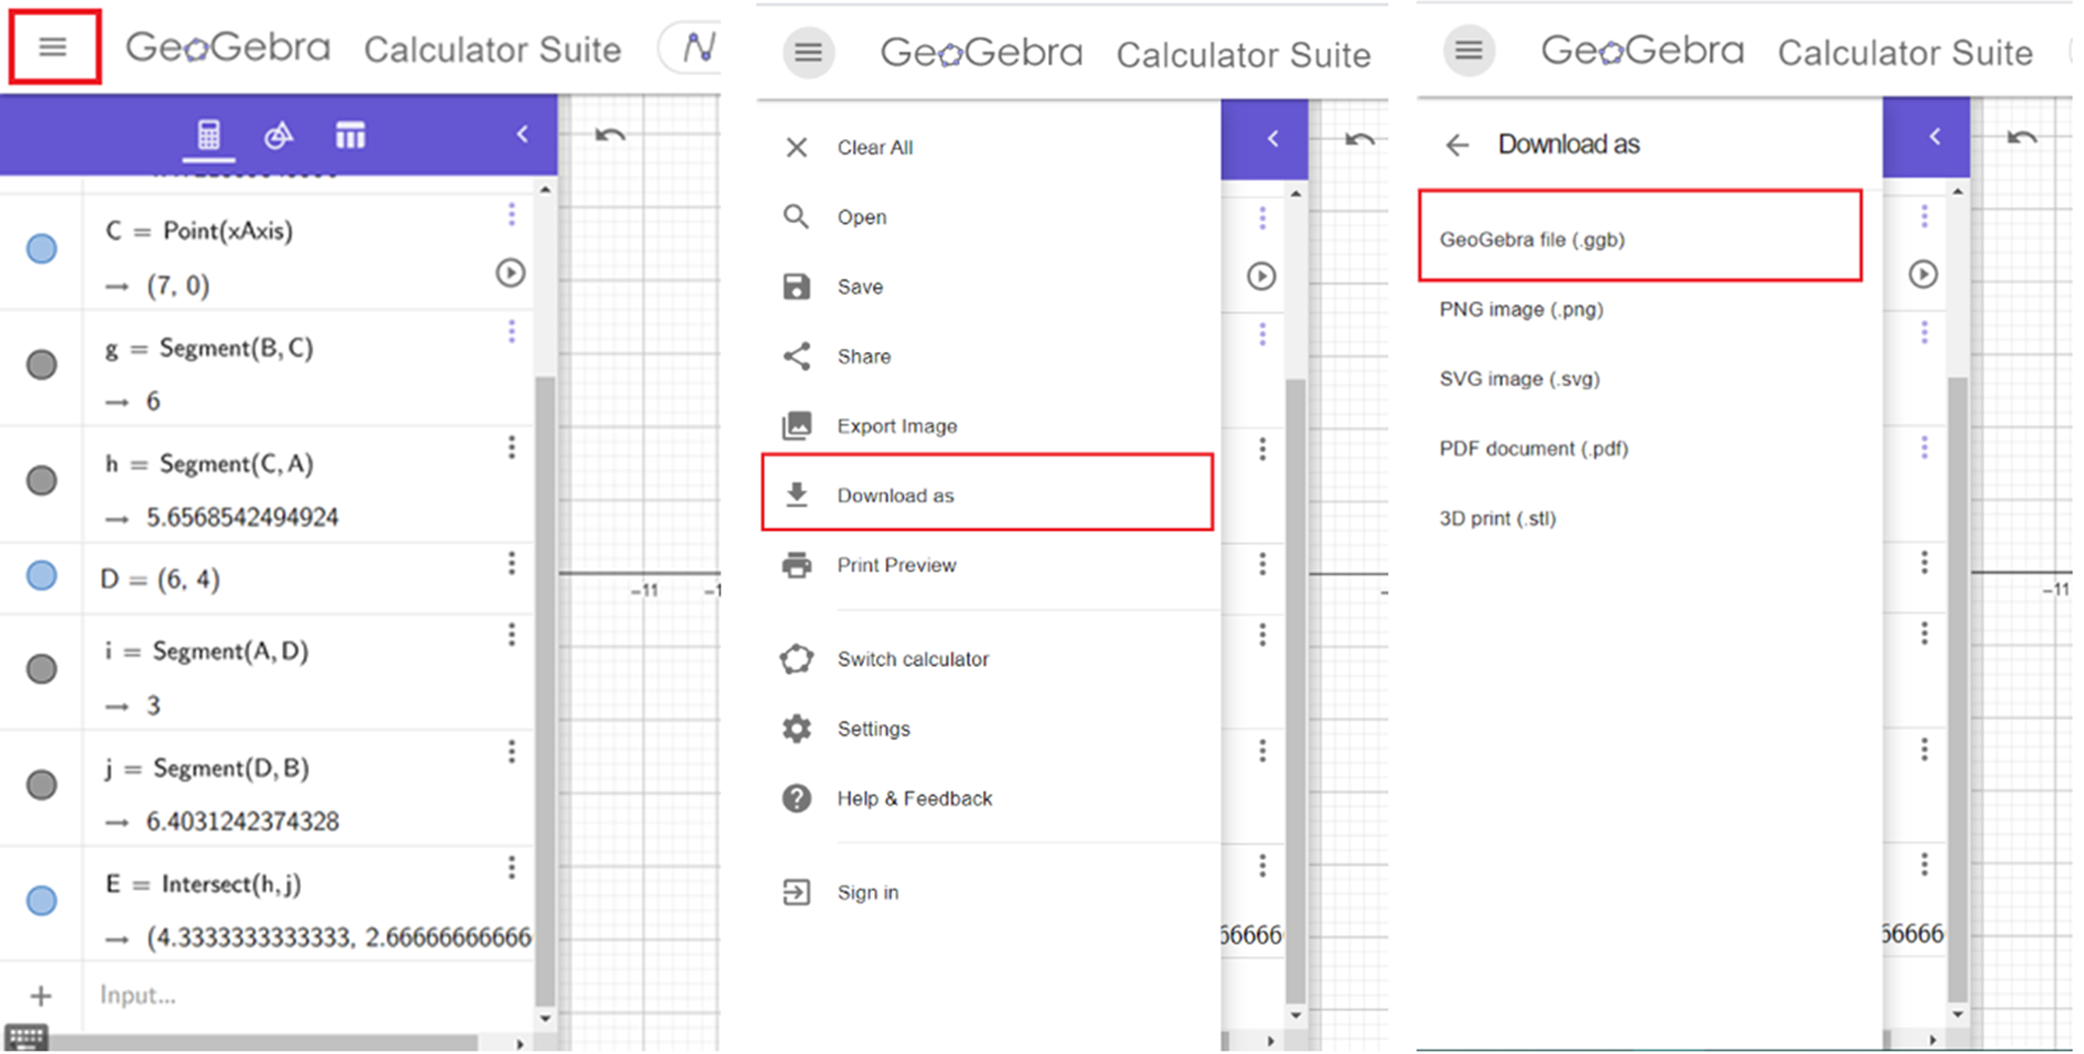 GeoGebra Calculator Suite
C = Point(xAxis)
→ (7, 0)
g = Segment(B, C)
→ 6
h = Segment(C, A)
→ 5.6568542494924
D = (6, 4)
i = Segment(A, D)
→ 3
j = Segment(D, B)
→ 6.4031242374328
E = Intersect(h, j)
→ (4.3333333333333, 2.66666666666
+ Input...
-11
GeoGebra Calculator Suite
Clear All
Open
Save
Share
Export Image
Download as
Print Preview
Switch calculator
Settings
Help & Feedback
Sign in
66666
GeoGebra Calculator Suite
Download as
GeoGebra file (.ggb)
PNG image (.png)
SVG image (.svg)
PDF document (.pdf)
3D print (.stl)
66666
-11